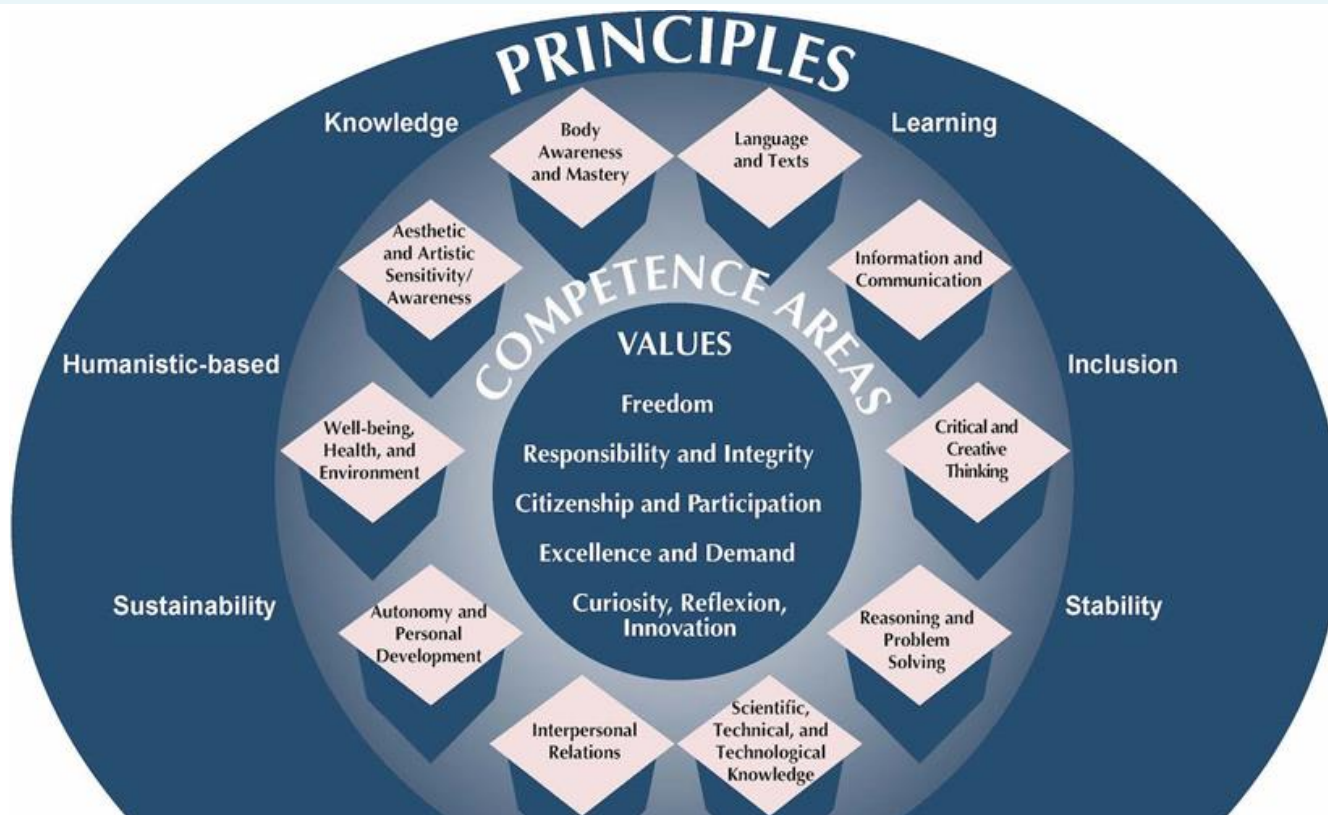 PRINCIPLES
Knowledge
Learning
Body
Awareness
and Mastery
Language
and Texts
Aesthetic
and Artistic
Sensitivity/
Awareness
Information and
Communication
COMPETENCE AREAS
Humanistic-based
Inclusion
VALUES
Freedom
Responsibility and Integrity
Citizenship and Participation
Excellence and Demand
Curiosity, Reflexion,
Innovation
Well-being,
Health, and
Environment
Critical and
Creative
Thinking
Sustainability
Stability
Autonomy and
Personal
Development
Reasoning and
Problem
Solving
Interpersonal
Relations
Scientific,
Technical, and
Technological
Knowledge